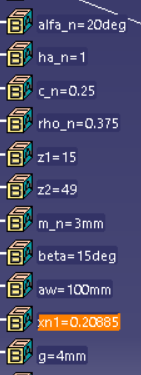 alfa_n=20deg
ha_n=1
c_n=0.25
rho_n=0.375
z1=15
z2=49
m_n=3mm
beta=15deg
aw=100mm
xn1=0.20885
g=4mm